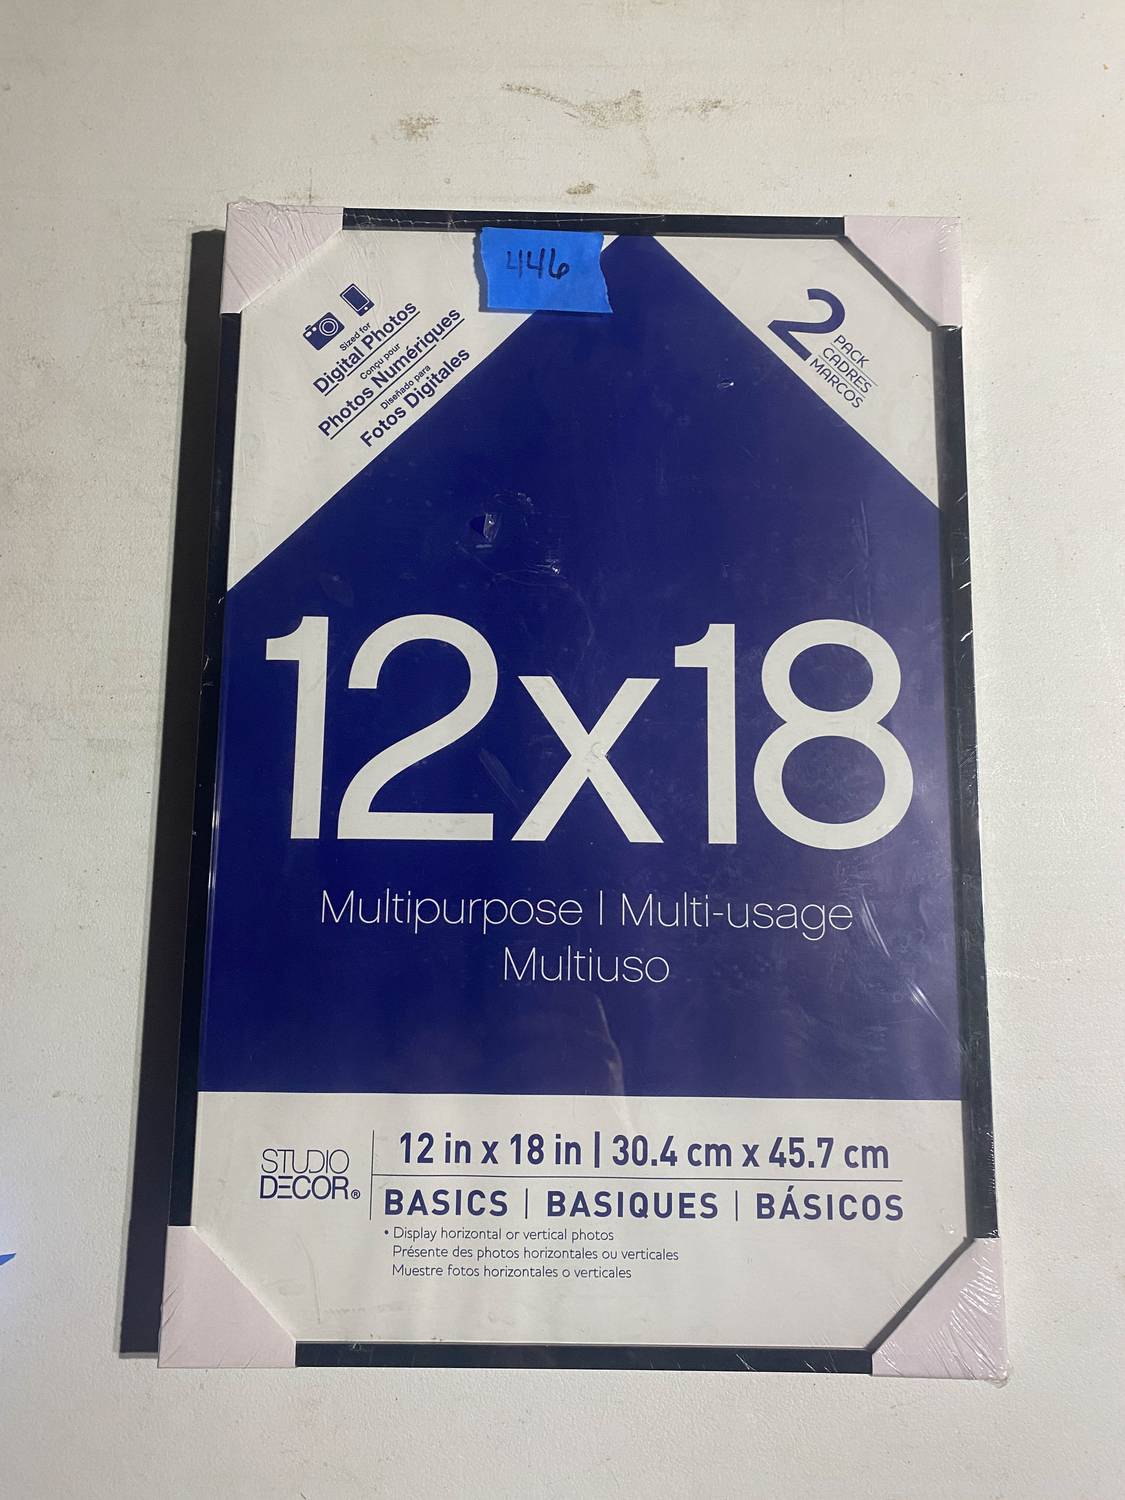 446
Sized for
Digital Photos
Conçu pour
Photos Numériques
Diseñado para
Fotos Digitales
2
PACK
CADRES
MARCOS
12x18
Multipurpose | Multi-usage
Multiuso
STUDIO
DECOR®
12 in x 18 in | 30.4 cm x 45.7 cm
BASICS | BASIQUES | BÁSICOS
• Display horizontal or vertical photos
Présente des photos horizontales ou verticales
Muestre fotos horizontales o verticales